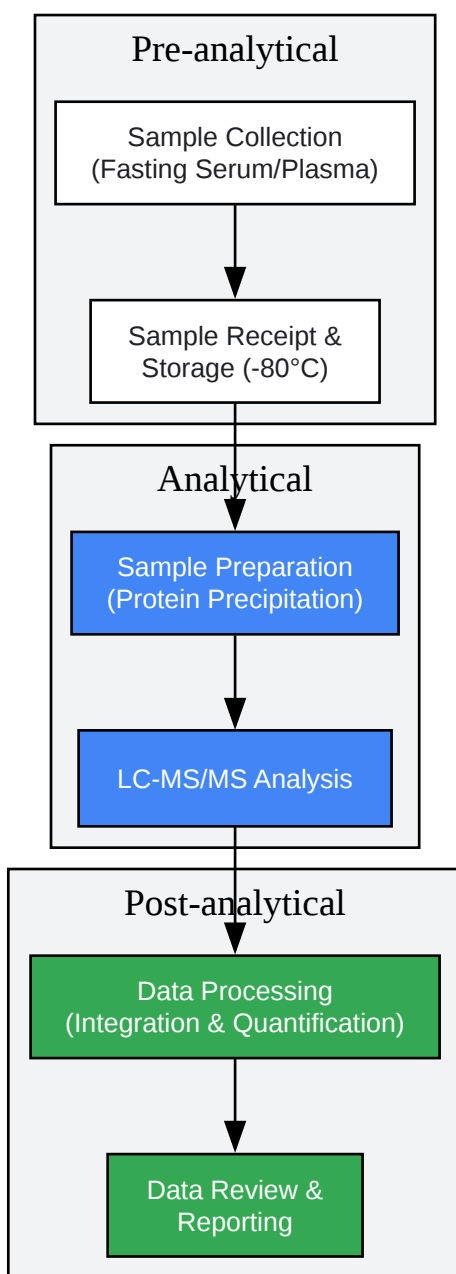 Pre-analytical
Sample Collection
(Fasting Serum/Plasma)
Sample Receipt &
Storage (-80°C)
Analytical
Sample Preparation
(Protein Precipitation)
LC-MS/MS Analysis
Post-analytical
Data Processing
(Integration & Quantification)
Data Review &
Reporting